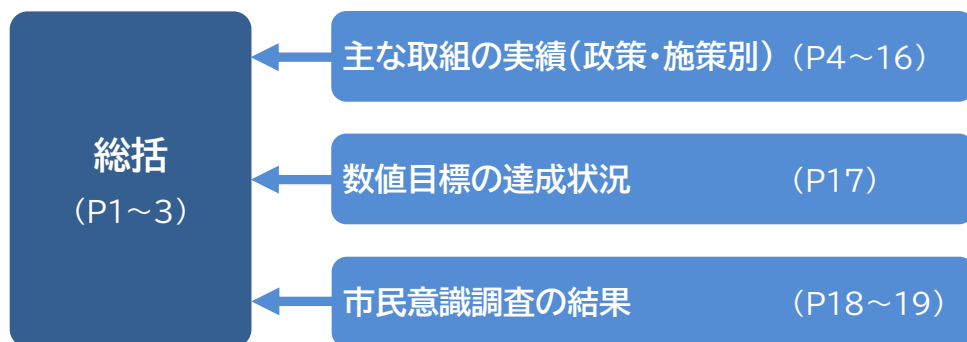 総括
（P1～3）
主な取組の実績（政策・施策別）（P4～16）
数値目標の達成状況 （P17）
市民意識調査の結果 （P18～19）